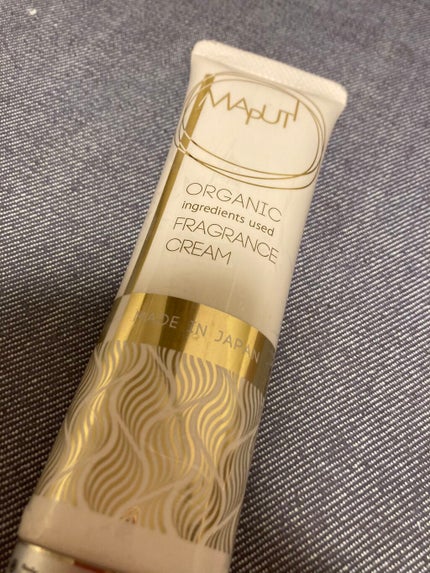 MAPUTI
ORGANIC
ingredients used
FRAGRANCE
CREAM
MADE IN JAPAN